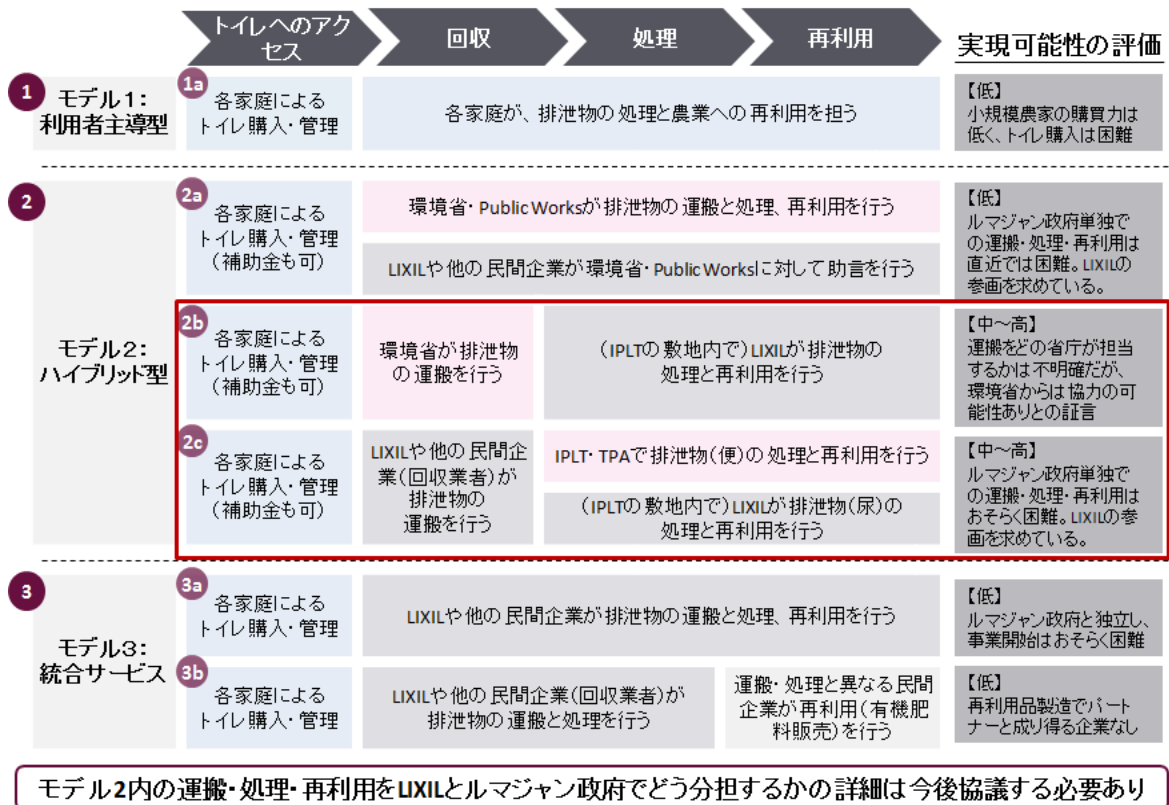 トイレへのアク
セス
回収
処理
再利用
実現可能性の評価
1
モデル1:
利用者主導型
1a
各家庭による
トイレ購入・管理
各家庭が、排泄物の処理と農業への再利用を担う
【低】
小規模農家の購買力は
低く、トイレ購入は困難
2
モデル2:
ハイブリッド型
2a
各家庭による
トイレ購入・管理
(補助金も可)
環境省・Public Worksが排泄物の運搬と処理、再利用を行う
LIXILや他の民間企業が環境省・Public Worksに対して助言を行う
【低】
ルマジャン政府単独で
の運搬・処理・再利用は
直近では困難。LIXILの
参画を求めている。
2b
各家庭による
トイレ購入・管理
(補助金も可)
環境省が排泄物
の運搬を行う
(IPLTの敷地内で)LIXILが排泄物の
処理と再利用を行う
【中~高】
運搬をどの省庁が担当
するかは不明確だが、
環境省からは協力の可
能性ありとの証言
2c
各家庭による
トイレ購入・管理
(補助金も可)
LIXILや他の民間企
業(回収業者)が
排泄物の
運搬を行う
IPLT・TPAで排泄物(便)の処理と再利用を行う
(IPLTの敷地内で)LIXILが排泄物(尿)の
処理と再利用を行う
【中~高】
ルマジャン政府単独で
の運搬・処理・再利用は
おそらく困難。LIXILの参
画を求めている。
3
モデル3:
統合サービス
3a
各家庭による
トイレ購入・管理
LIXILや他の民間企業が排泄物の運搬と処理、再利用を行う
【低】
ルマジャン政府と独立し、
事業開始はおそらく困難
3b
各家庭による
トイレ購入・管理
LIXILや他の民間企業(回収業者)が
排泄物の運搬と処理を行う
運搬・処理と異なる民間
企業が再利用(有機肥
料販売)を行う
【低】
再利用品製造でパート
ナーと成り得る企業なし
モデル2内の運搬・処理・再利用をLIXILとルマジャン政府でどう分担するかの詳細は今後協議する必要あり